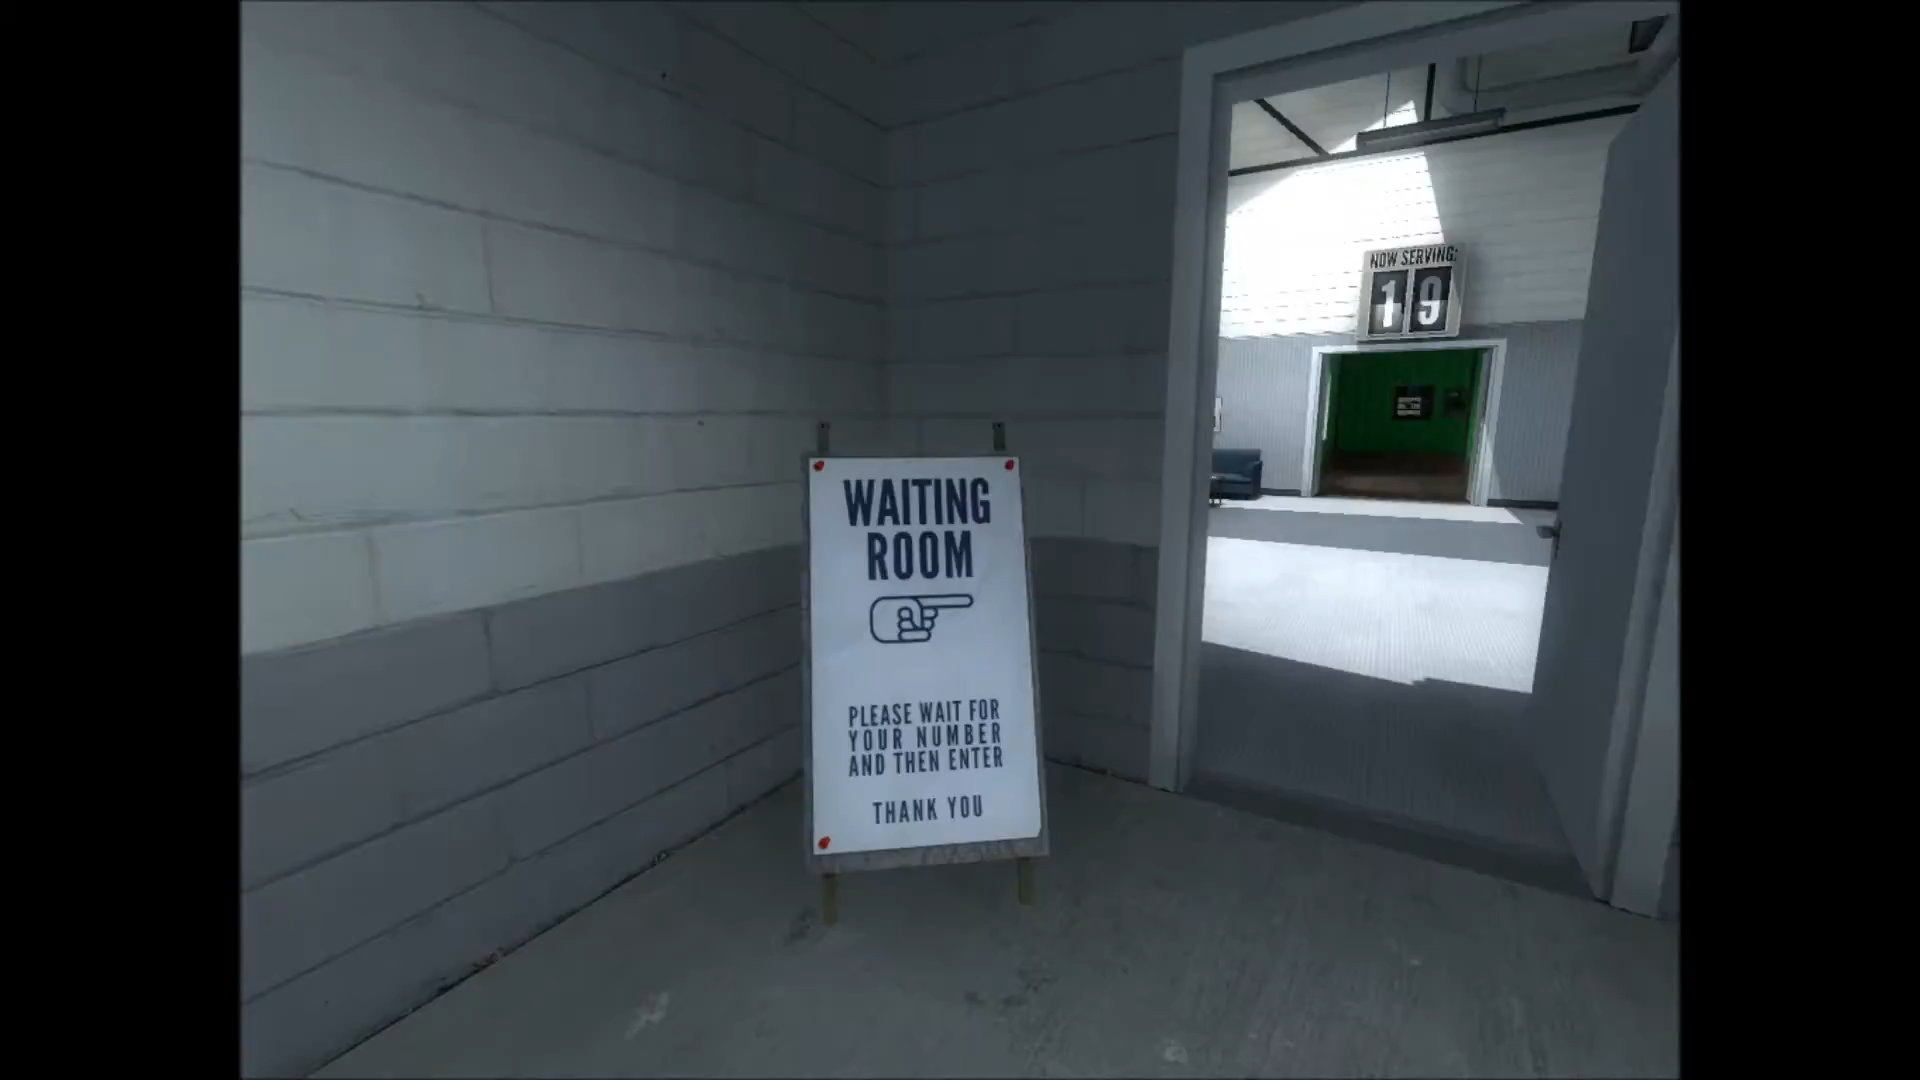 WAITING
ROOM
PLEASE WAIT FOR
YOUR NUMBER
AND THEN ENTER
THANK YOU
NOW SERVING:
19